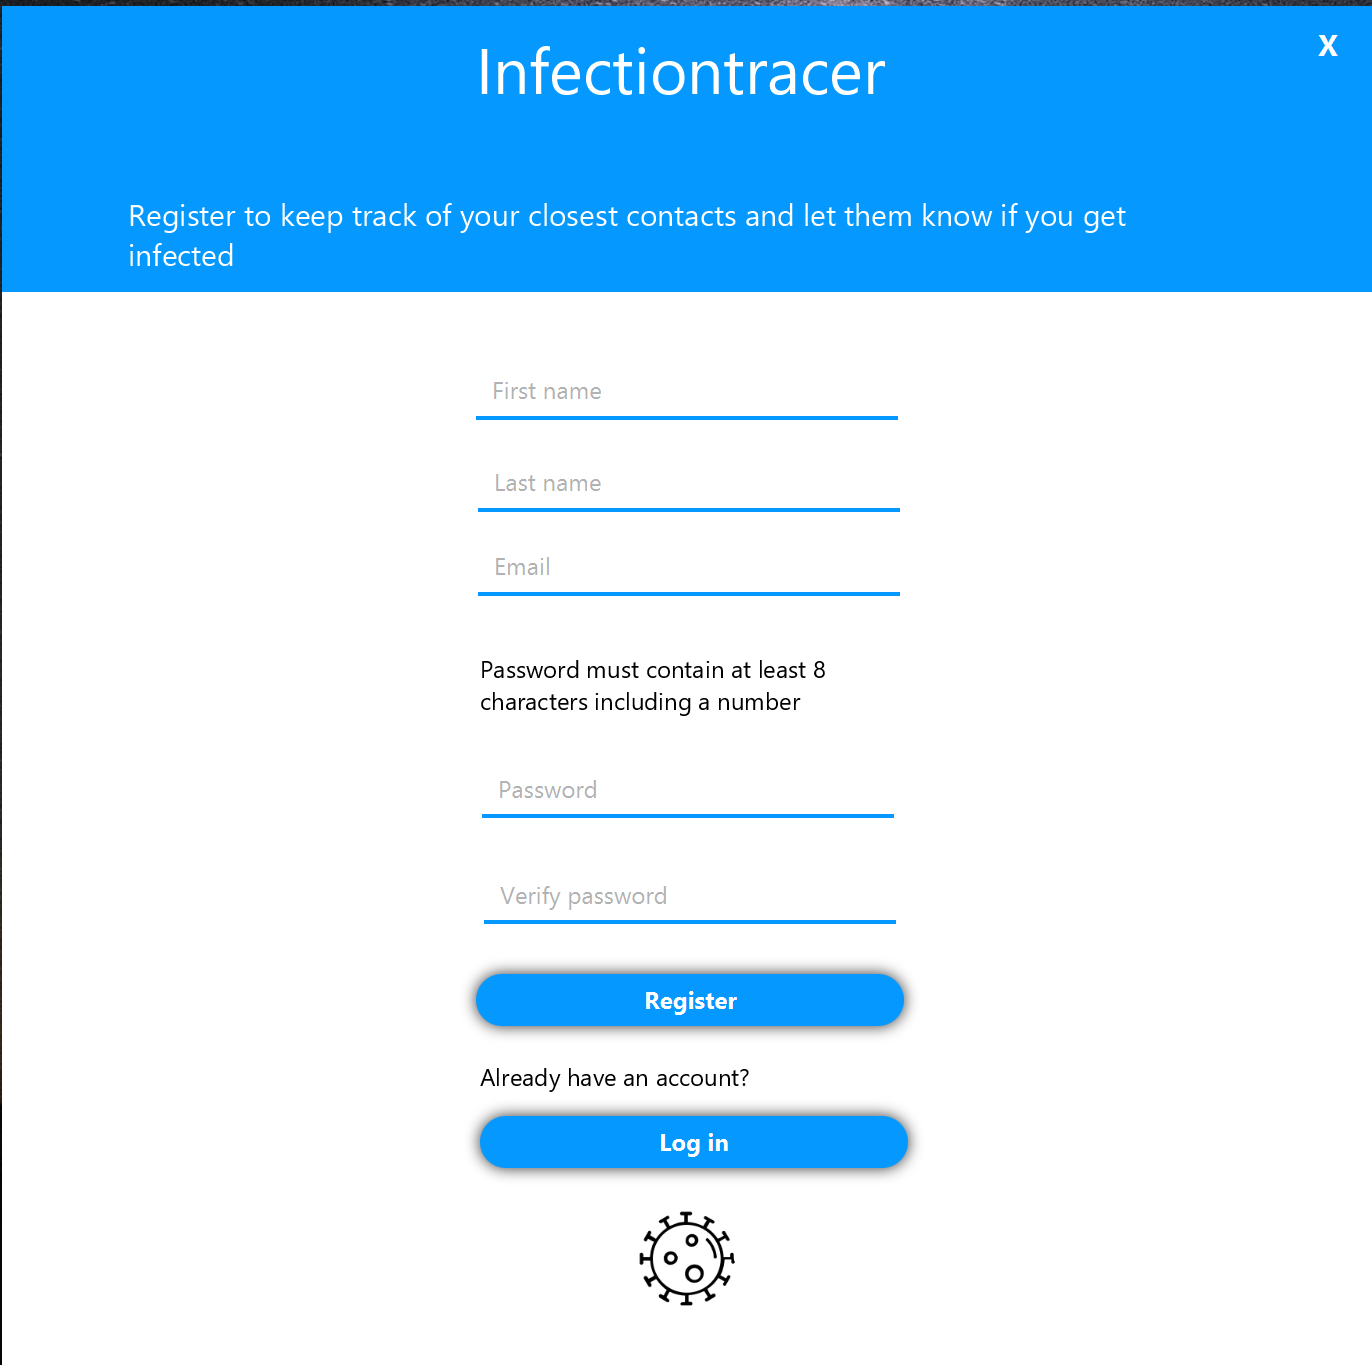 Infectiontracer
X
Register to keep track of your closest contacts and let them know if you get
infected
First name
Last name
Email
Password must contain at least 8
characters including a number
Password
Verify password
Register
Already have an account?
Log in